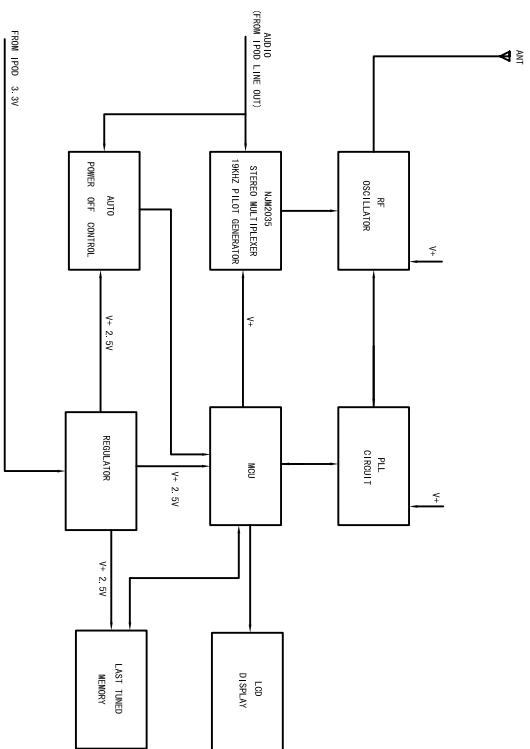 ANT
RF
OSCILLATOR
V+
PLL
CIRCUIT
V+
AUDIO
(FROM IPOD LINE OUT)
NJM2035
STEREO MULTIPLEXER
19KHZ PILOT GENERATOR
V+
MCU
LCD
DISPLAY
AUTO
POWER OFF CONTROL
V+ 2.5V
REGULATOR
V+ 2.5V
V+ 2.5V
LAST TUNED
MEMORY
FROM IPOD 3.3V